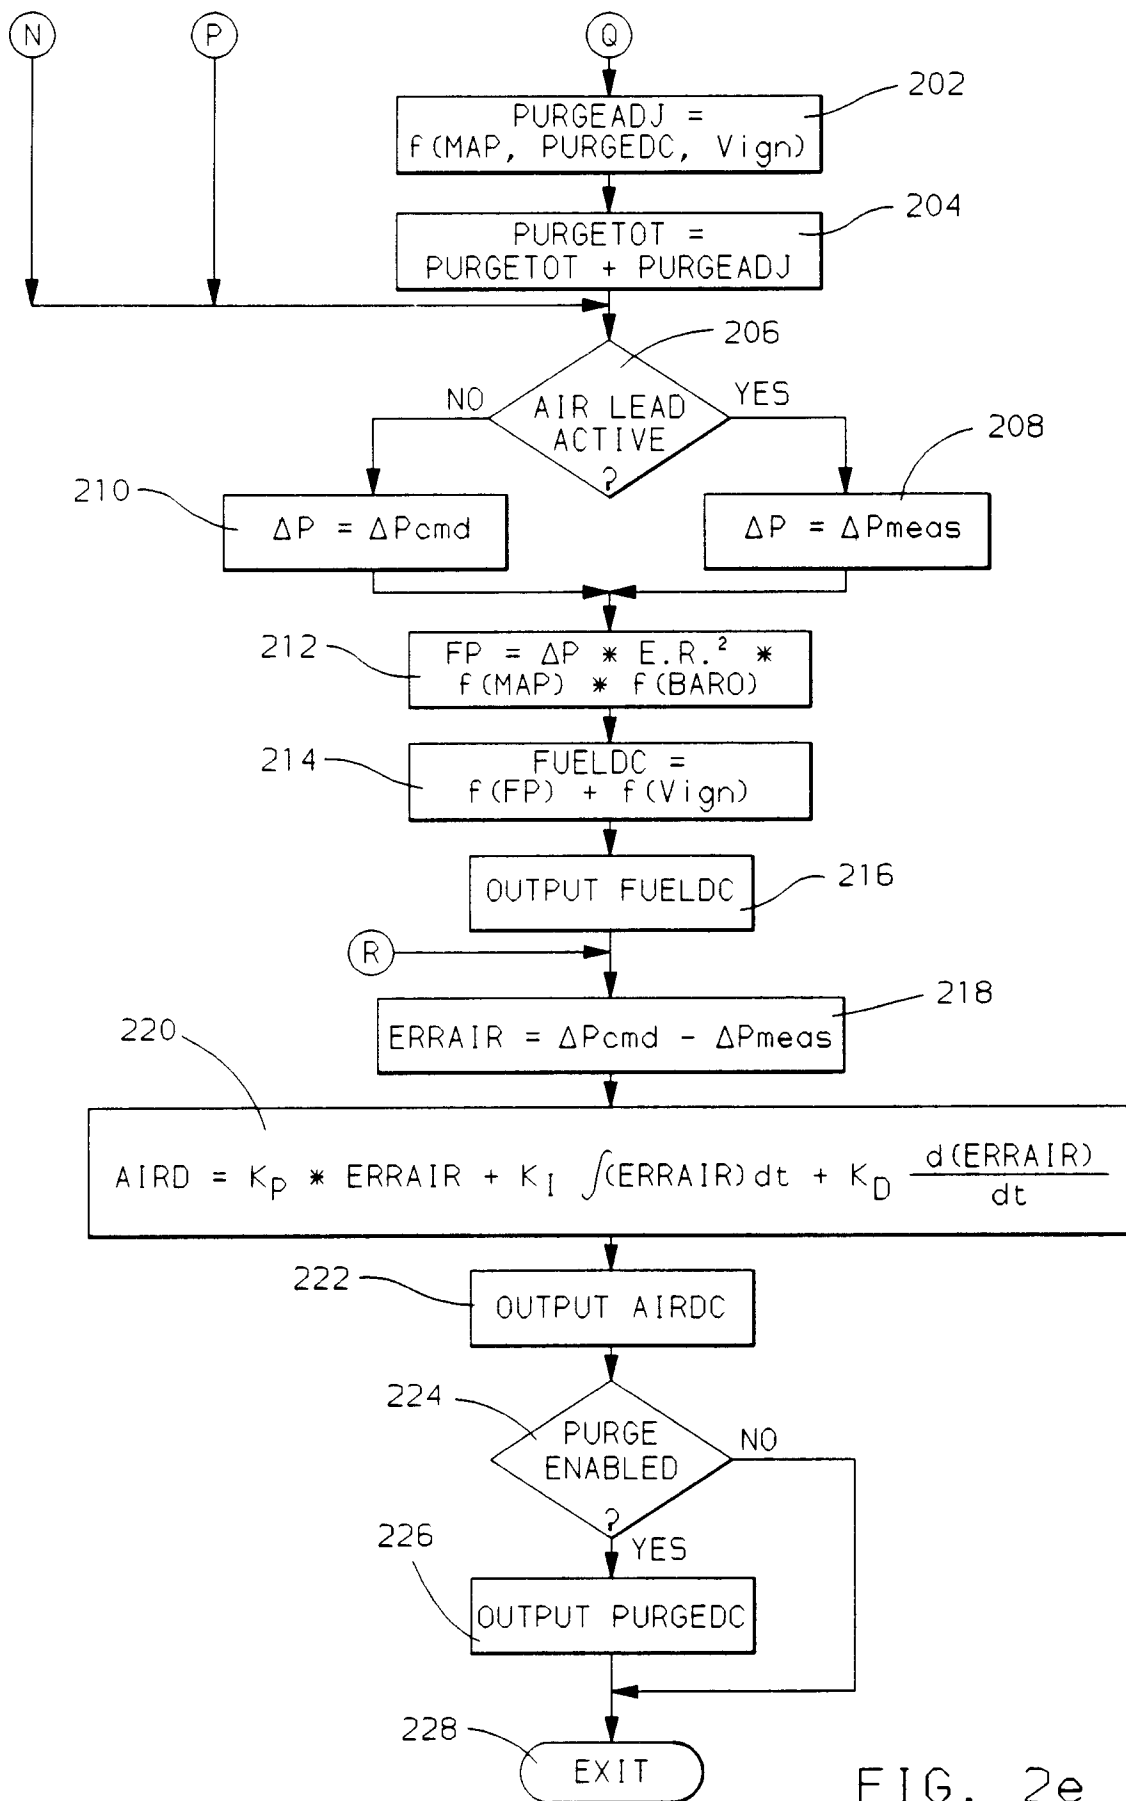 N P Q
202
PURGEADJ =
f(MAP, PURGEDC, Vign)
204
PURGETOT =
PURGETOT + PURGEADJ
206
NO YES
AIR LEAD
ACTIVE
?
208
210
ΔP = ΔPcmd
ΔP = ΔPmeas
212
FP = ΔP * E.R.² *
f(MAP) * f(BARO)
214
FUELDC =
f(FP) + f(Vign)
216
OUTPUT FUELDC
R
218
ERRAIR = ΔPcmd - ΔPmeas
220
AIRD = K_P * ERRAIR + K_I ∫(ERRAIR)dt + K_D d(ERRAIR)/dt
222
OUTPUT AIRDC
224
PURGE
ENABLED
?
NO
YES
226
OUTPUT PURGEDC
228
EXIT
FIG. 2e